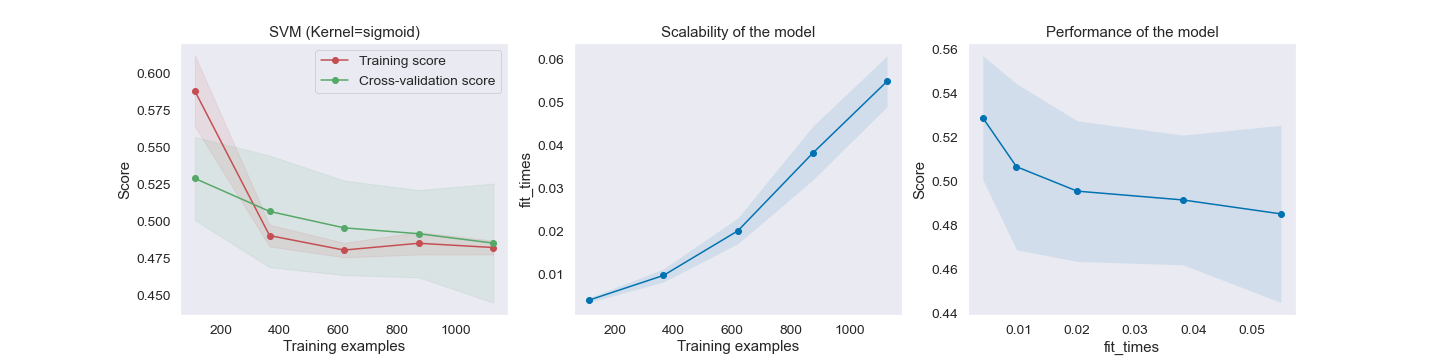 SVM (Kernel=sigmoid)
Training score
Cross-validation score
Score
0.600
0.575
0.550
0.525
0.500
0.475
0.450
200 400 600 800 1000
Training examples
Scalability of the model
fit_times
0.06
0.05
0.04
0.03
0.02
0.01
200 400 600 800 1000
Training examples
Performance of the model
Score
0.56
0.54
0.52
0.50
0.48
0.46
0.44
0.01 0.02 0.03 0.04 0.05
fit_times